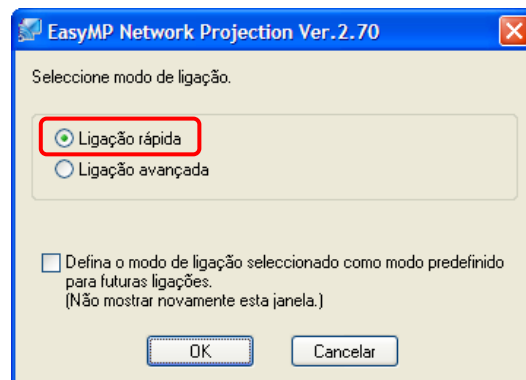 EasyMP Network Projection Ver.2.70
Seleccione modo de ligação.
Ligação rápida
Ligação avançada
Defina o modo de ligação seleccionado como modo predefinido
para futuras ligações.
(Não mostrar novamente esta janela.)
OK
Cancelar